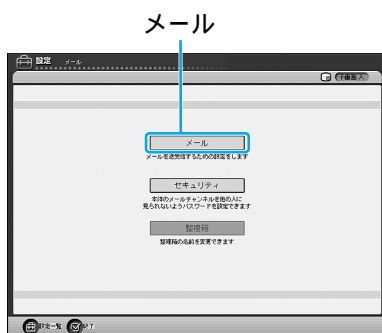 メール
設定 メール
子画面入
メール
メールを送受信するための設定をします
セキュリティ
本体のメールチャンネルを他の人に
見られないようパスワードを設定できます
整理箱
整理箱の名前を変更できます
設定一覧 終了